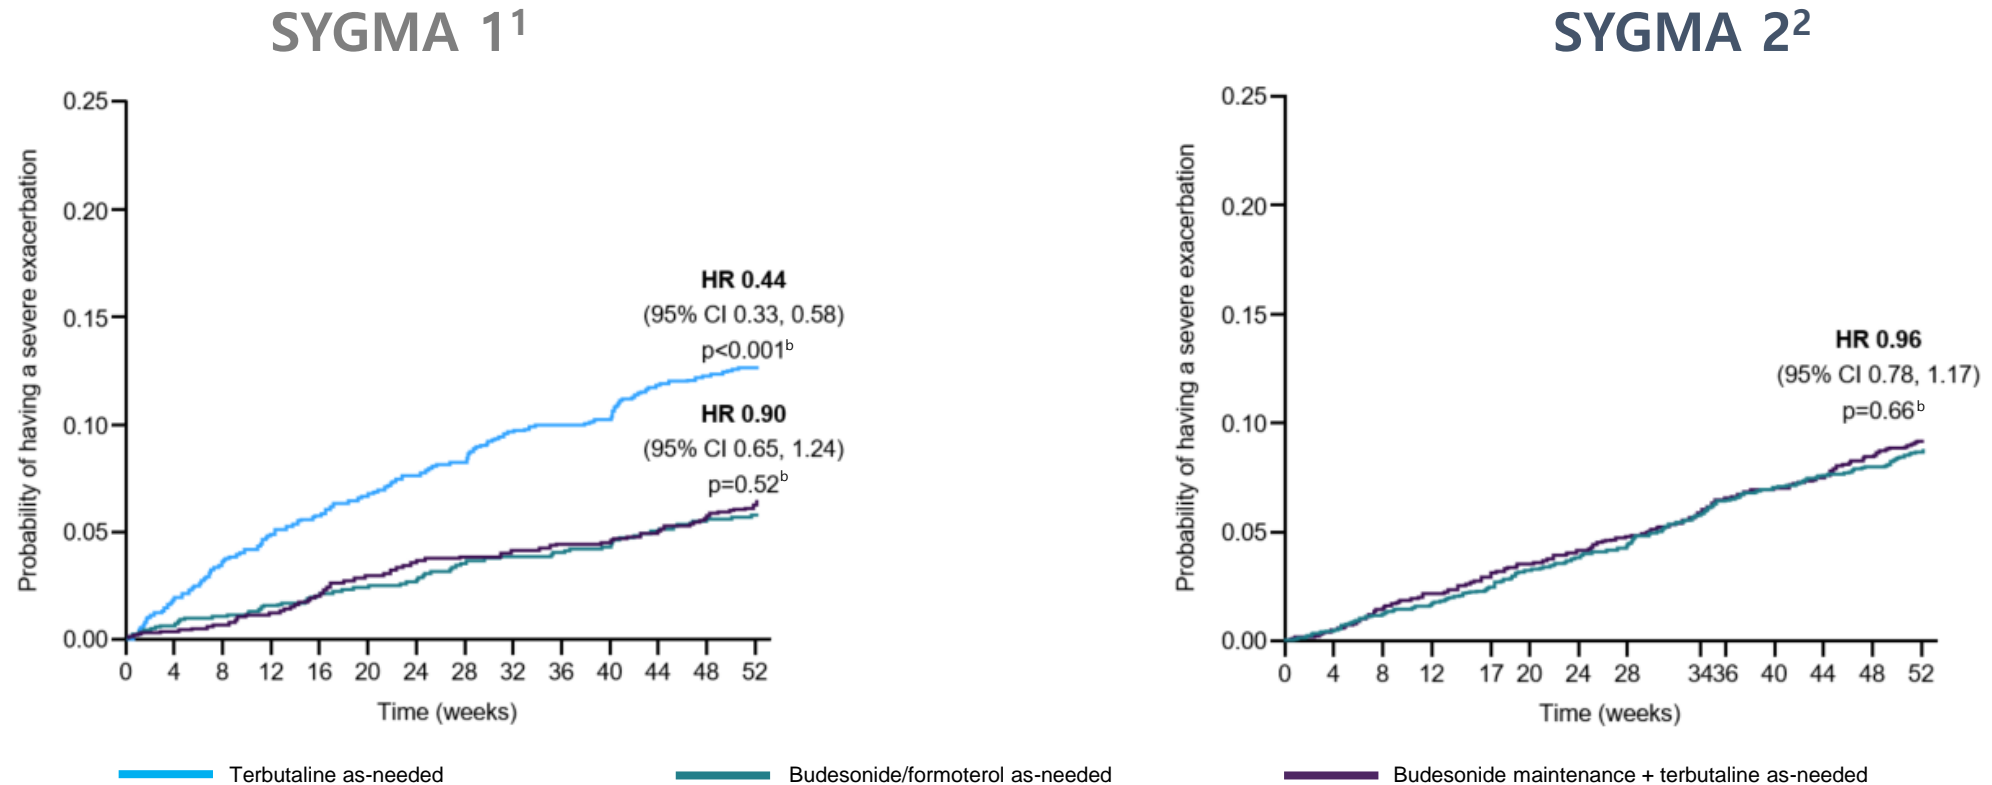 SYGMA 1¹
SYGMA 2²
0.25
0.20
0.15
0.10
0.05
0.00
Probability of having a severe exacerbation
HR 0.44
(95% CI 0.33, 0.58)
p<0.001ᵇ
HR 0.90
(95% CI 0.65, 1.24)
p=0.52ᵇ
0 4 8 12 16 20 24 28 32 36 40 44 48 52
Time (weeks)
0.25
0.20
0.15
0.10
0.05
0.00
Probability of having a severe exacerbation
HR 0.96
(95% CI 0.78, 1.17)
p=0.66ᵇ
0 4 8 12 17 20 24 28 3436 40 44 48 52
Time (weeks)
Terbutaline as-needed
Budesonide/formoterol as-needed
Budesonide maintenance + terbutaline as-needed